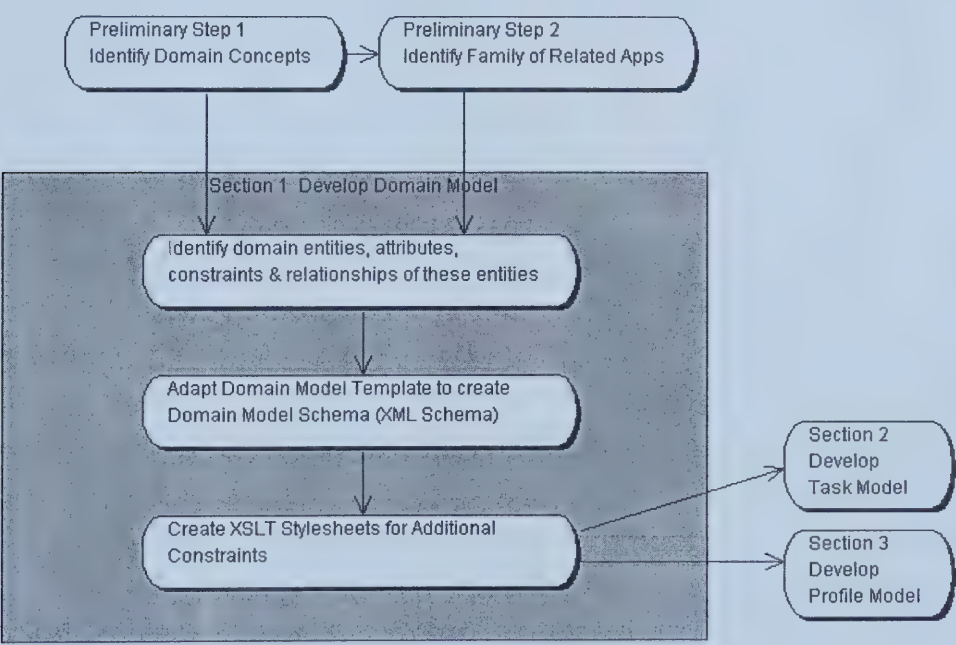 Preliminary Step 1
Identify Domain Concepts
Preliminary Step 2
Identify Family of Related Apps
Section 1 Develop Domain Model
Identify domain entities, attributes,
constraints & relationships of these entities
Adapt Domain Model Template to create
Domain Model Schema (XML Schema)
Create XSLT Stylesheets for Additional
Constraints
Section 2
Develop
Task Model
Section 3
Develop
Profile Model